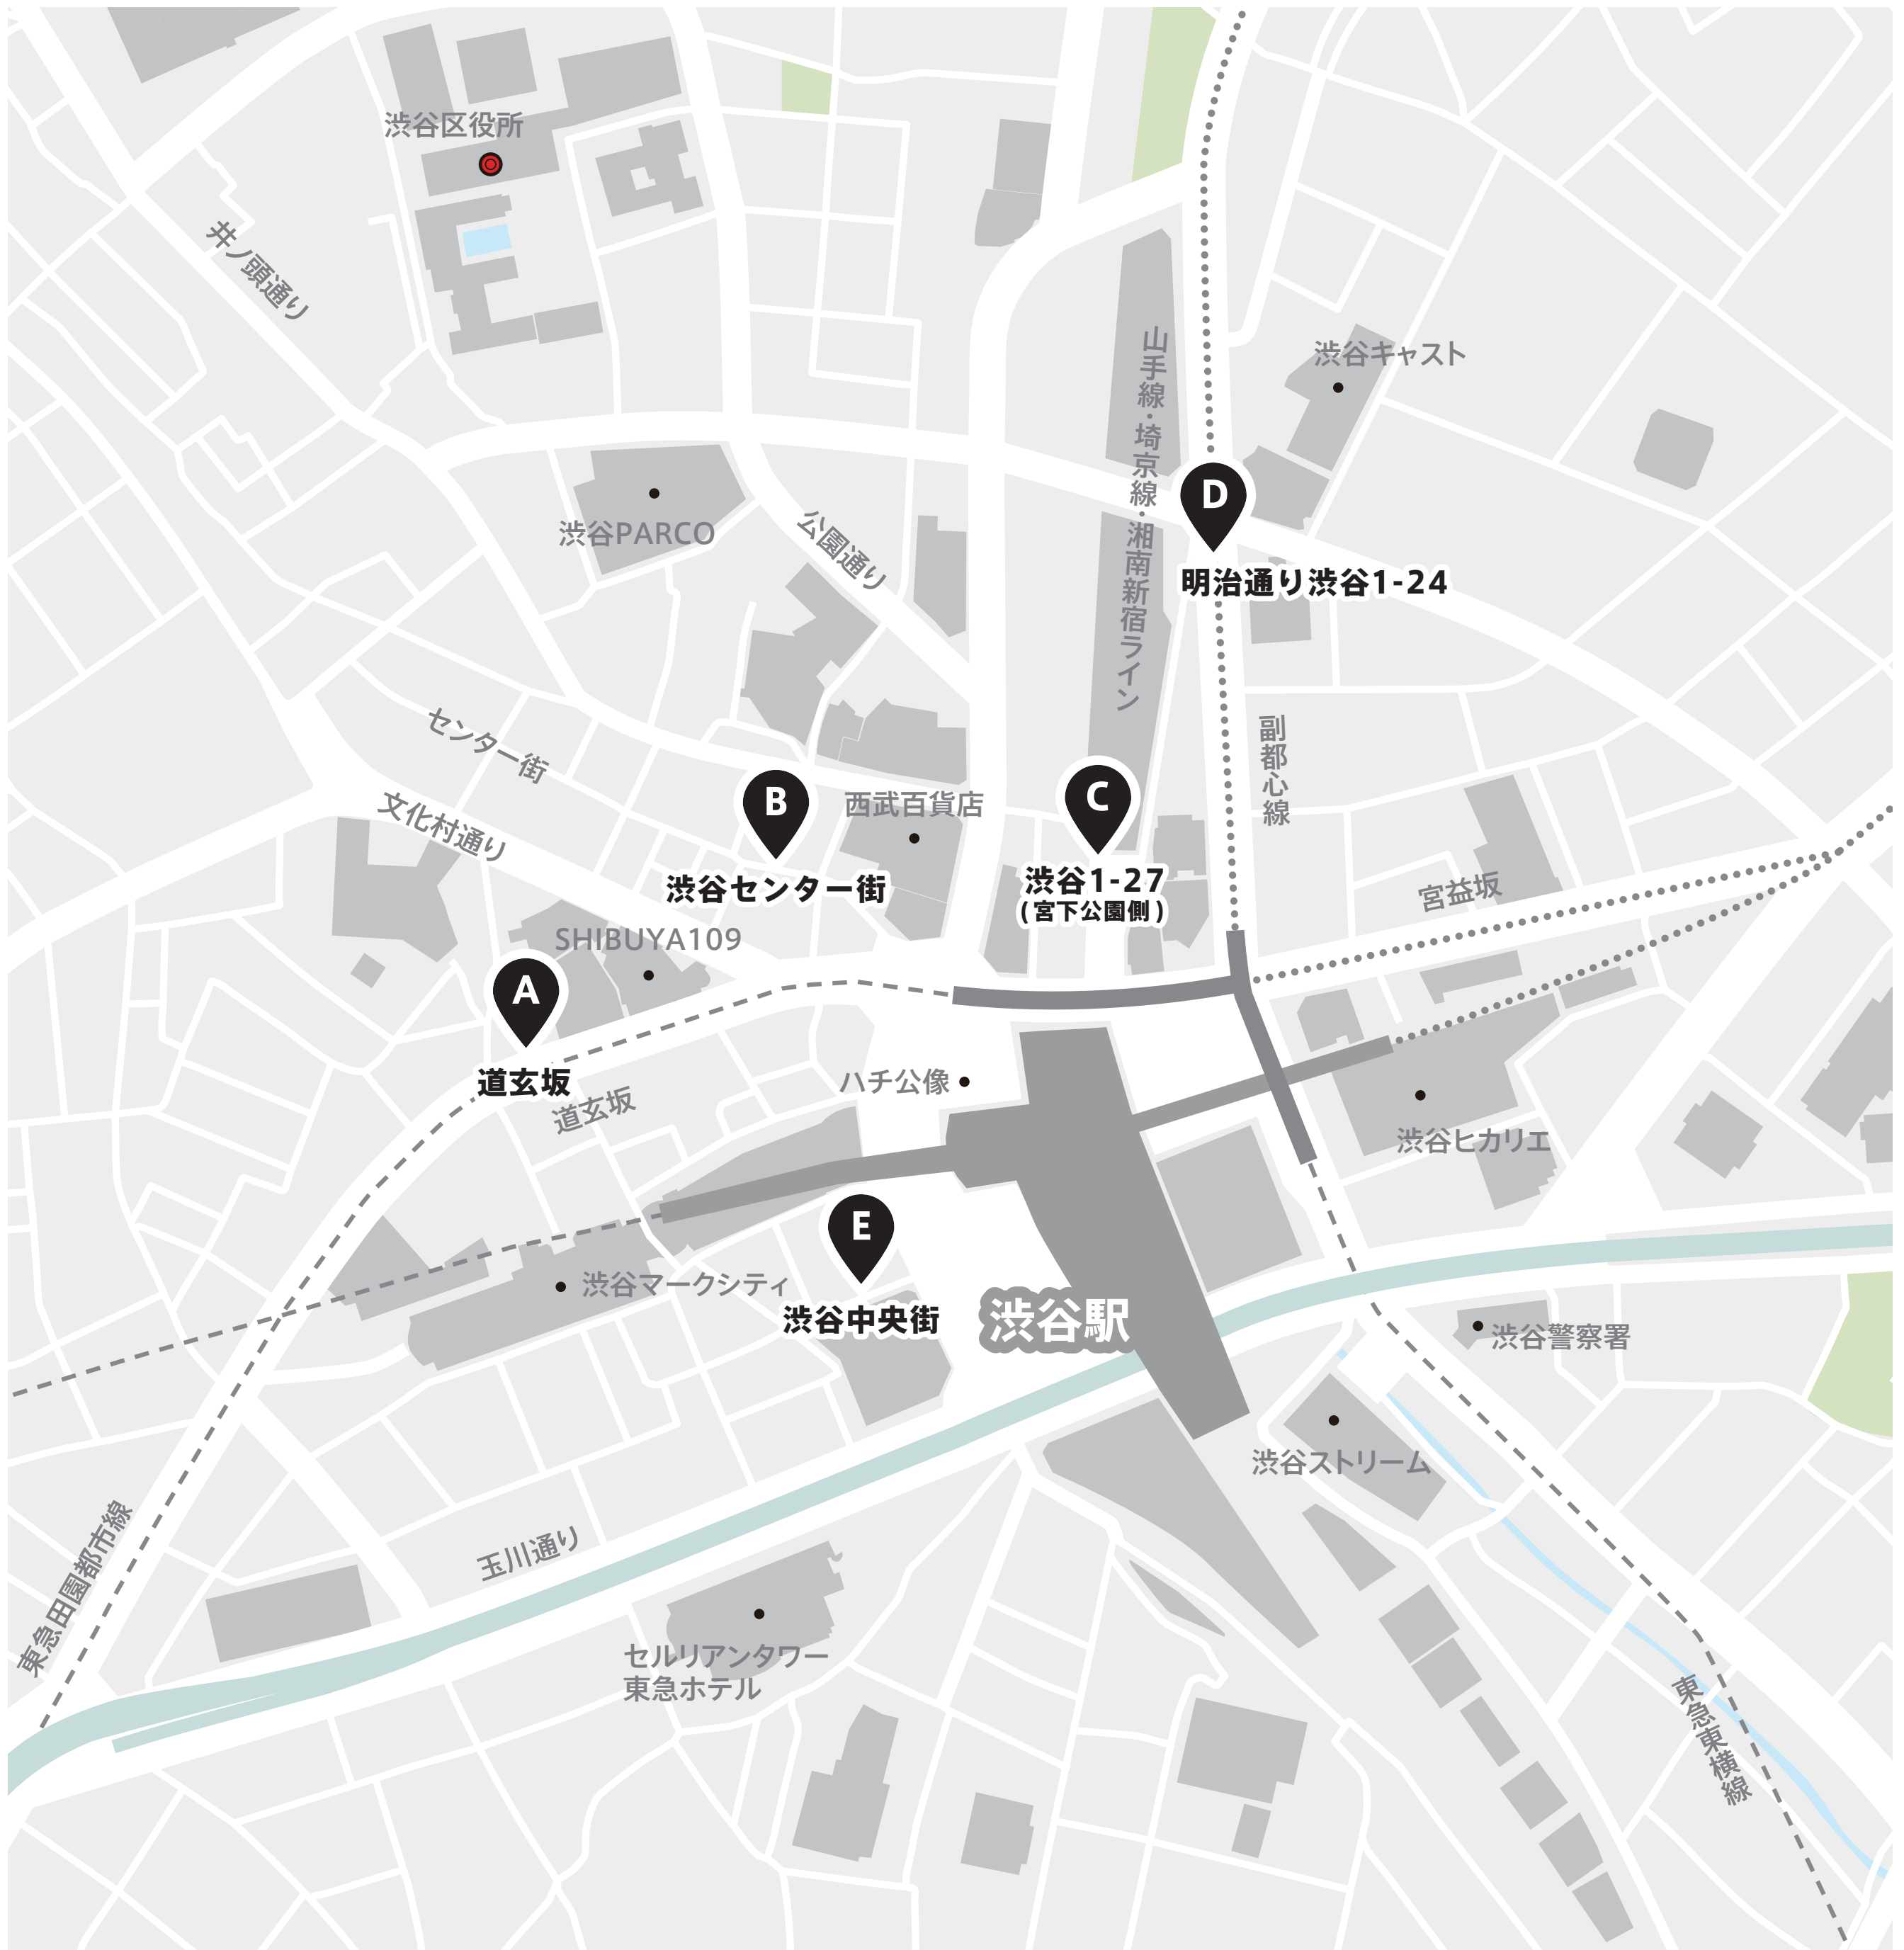 渋谷区役所
井ノ頭通り
山手線・埼京線・湘南新宿ライン
渋谷キャスト
渋谷PARCO
公園通り
D
明治通り渋谷1-24
センター街
文化村通り
B
渋谷センター街
西武百貨店
C
渋谷1-27
(宮下公園側)
副都心線
宮益坂
SHIBUYA109
A
道玄坂
道玄坂
ハチ公像
渋谷ヒカリエ
E
渋谷中央街
渋谷マークシティ
渋谷駅
渋谷警察署
渋谷ストリーム
玉川通り
東急田園都市線
セルリアンタワー
東急ホテル
東急東横線